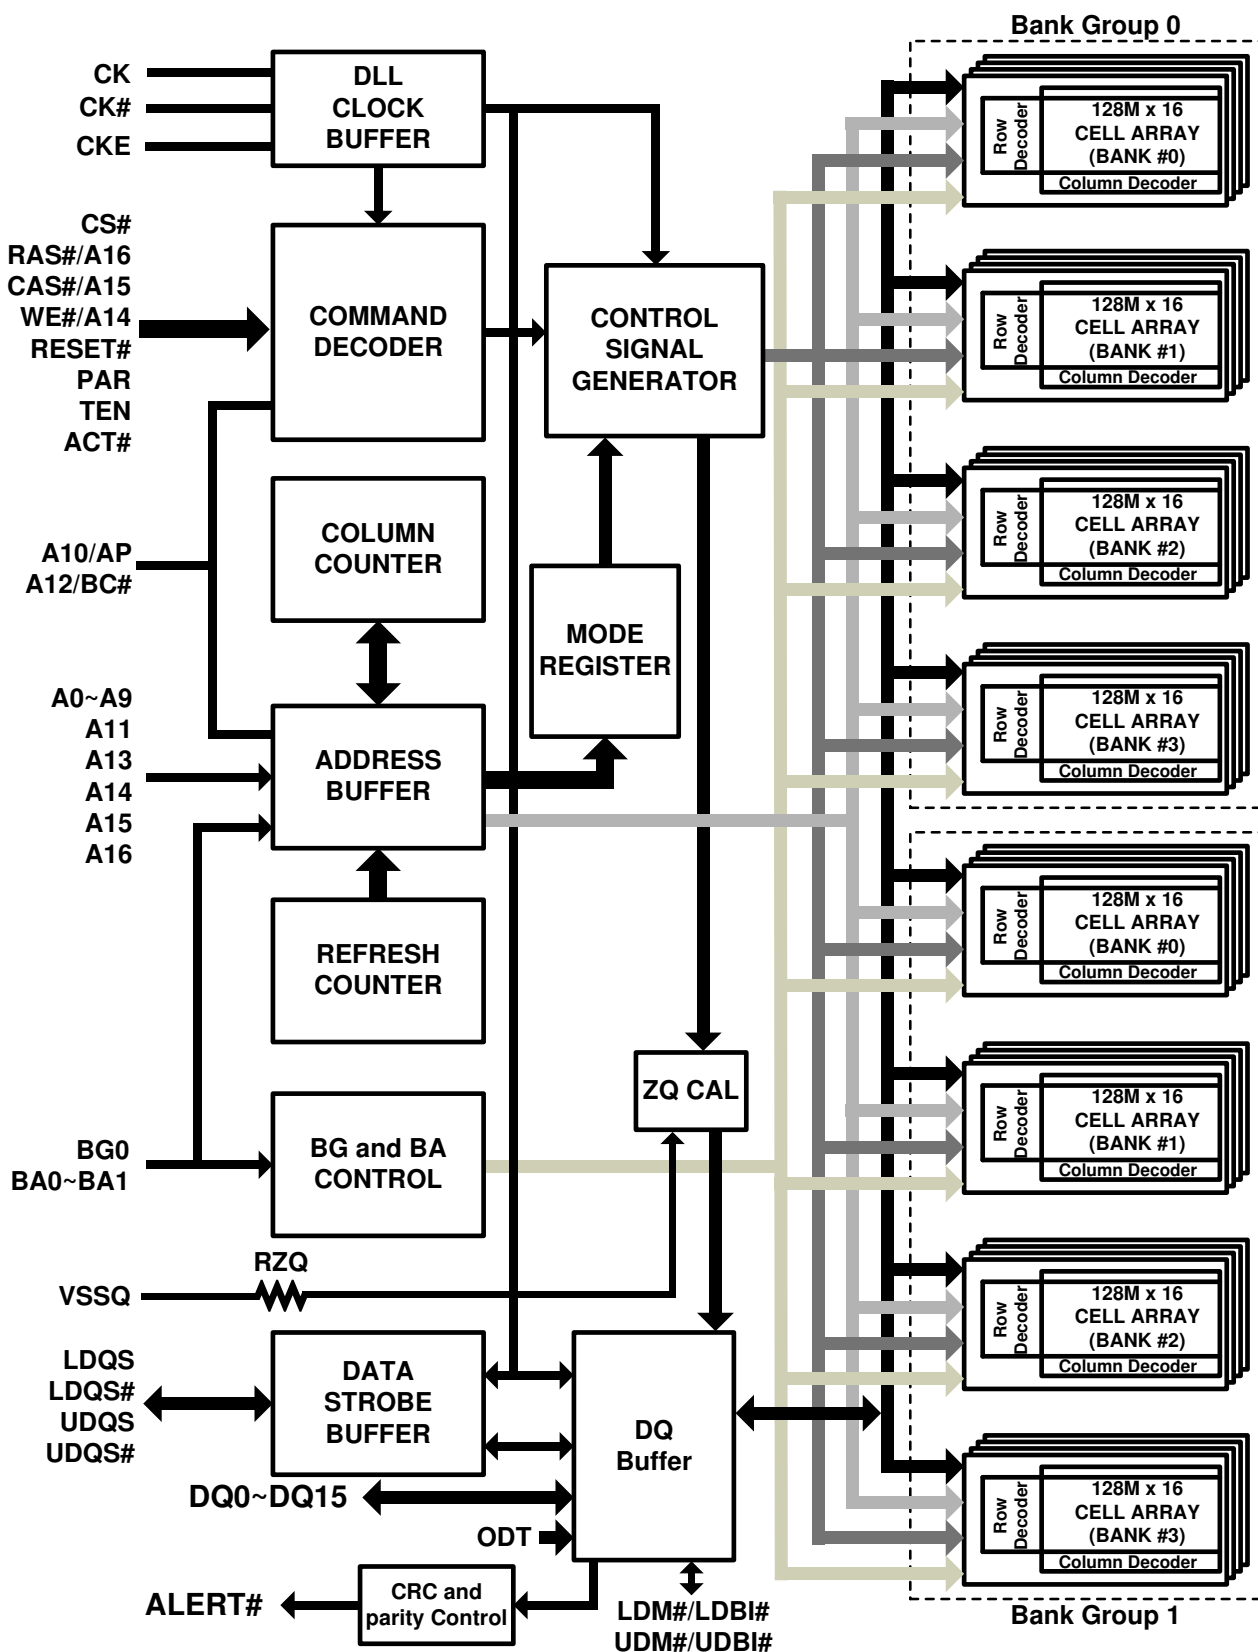 Bank Group 0
CK
CK#
CKE
DLL
CLOCK
BUFFER
CS#
RAS#/A16
CAS#/A15
WE#/A14
RESET#
PAR
TEN
ACT#
COMMAND
DECODER
CONTROL
SIGNAL
GENERATOR
A10/AP
A12/BC#
COLUMN
COUNTER
MODE
REGISTER
A0~A9
A11
A13
A14
A15
A16
ADDRESS
BUFFER
REFRESH
COUNTER
ZQ CAL
BG0
BA0~BA1
BG and BA
CONTROL
RZQ
VSSQ
LDQS
LDQS#
UDQS
UDQS#
DATA
STROBE
BUFFER
DQ
Buffer
DQ0~DQ15
ODT
ALERT#
CRC and
parity Control
LDM#/LDBI#
UDM#/UDBI#
Row
Decoder
128M x 16
CELL ARRAY
(BANK #0)
Column Decoder
Row
Decoder
128M x 16
CELL ARRAY
(BANK #1)
Column Decoder
Row
Decoder
128M x 16
CELL ARRAY
(BANK #2)
Column Decoder
Row
Decoder
128M x 16
CELL ARRAY
(BANK #3)
Column Decoder
Row
Decoder
128M x 16
CELL ARRAY
(BANK #0)
Column Decoder
Row
Decoder
128M x 16
CELL ARRAY
(BANK #1)
Column Decoder
Row
Decoder
128M x 16
CELL ARRAY
(BANK #2)
Column Decoder
Row
Decoder
128M x 16
CELL ARRAY
(BANK #3)
Column Decoder
Bank Group 1